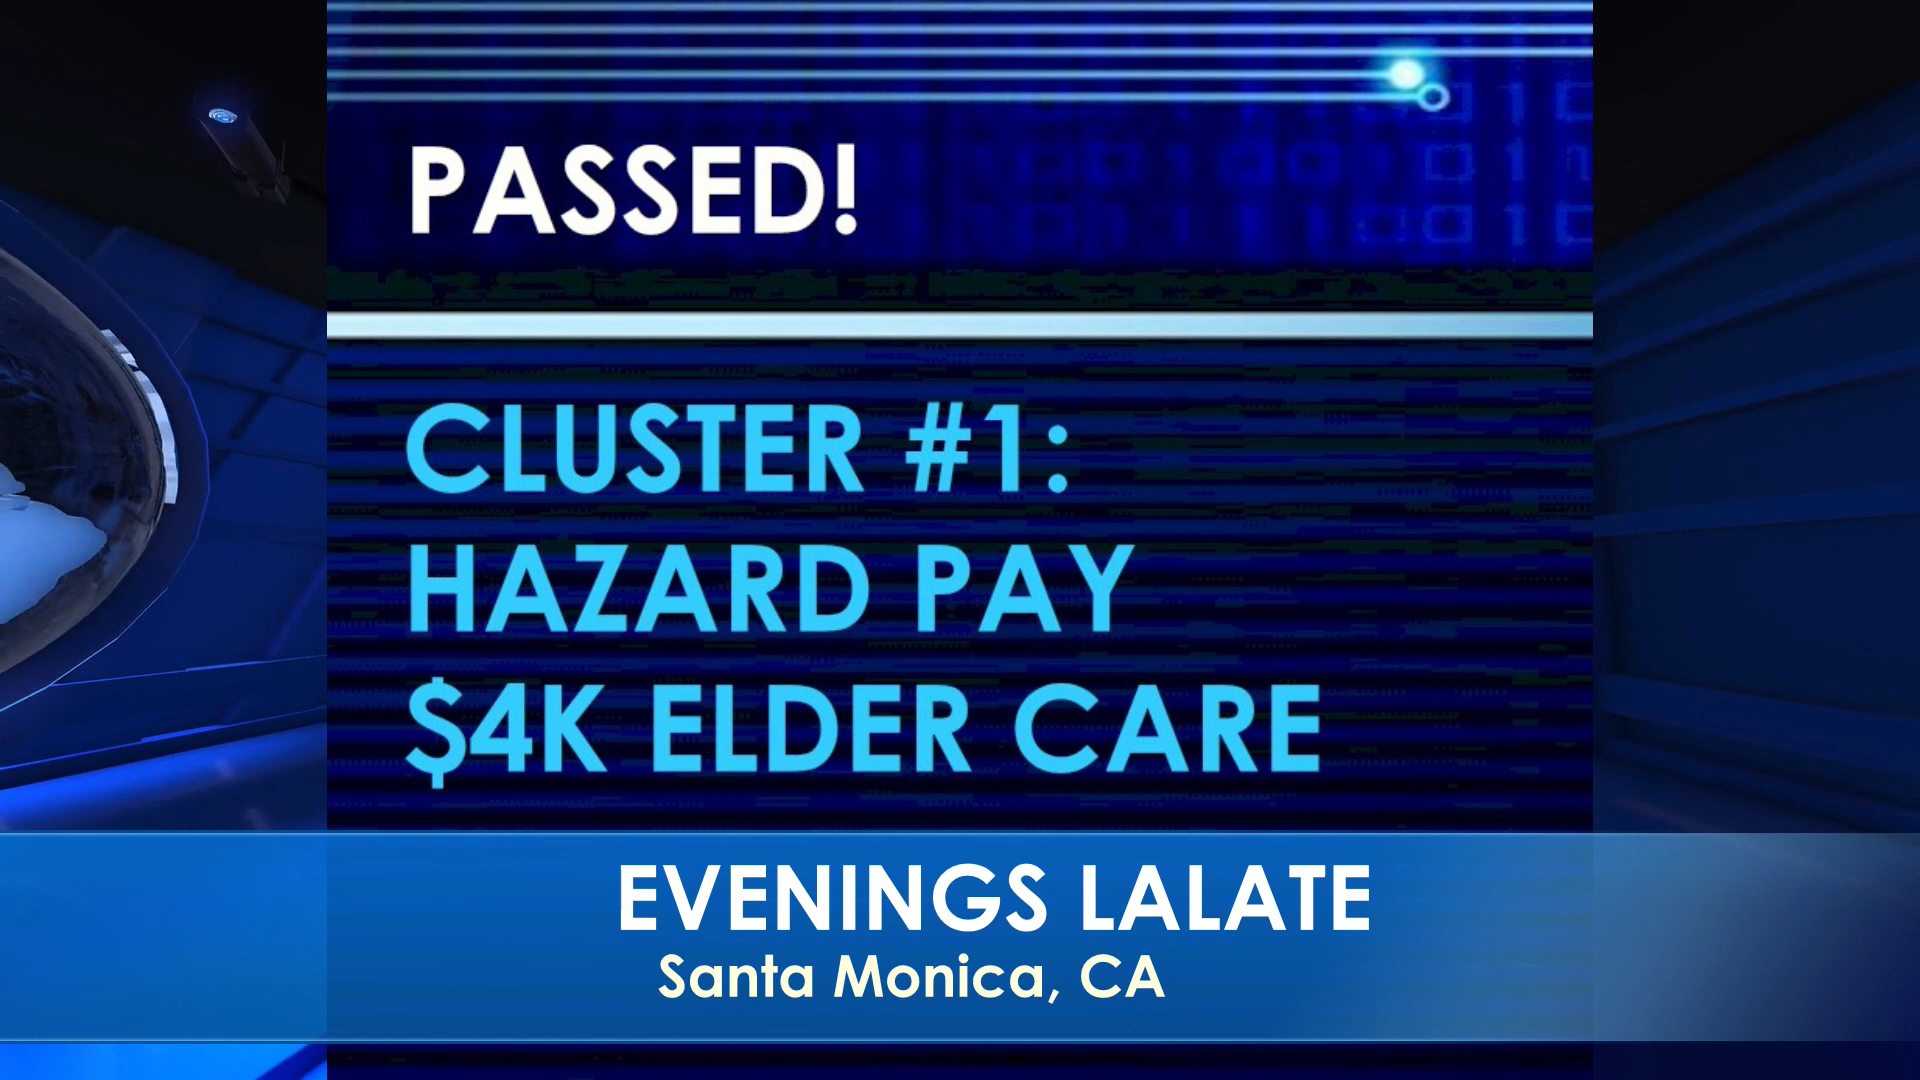 PASSED!
CLUSTER #1:
HAZARD PAY
$4K ELDER CARE
EVENINGS LALATE
Santa Monica, CA